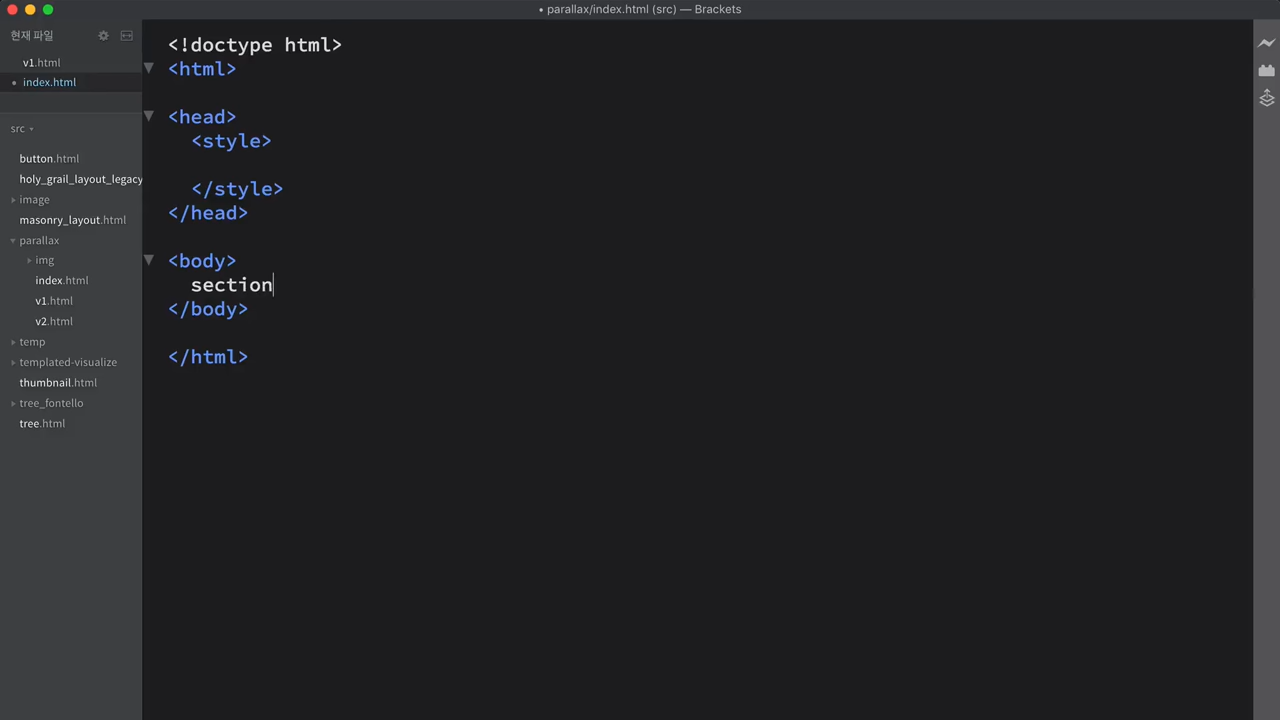 • parallax/index.html (src) — Brackets
현재 파일
v1.html
• index.html
src
button.html
holy_grail_layout_legacy
image
masonry_layout.html
parallax
img
index.html
v1.html
v2.html
temp
templated-visualize
thumbnail.html
tree_fontello
tree.html
<!doctype html>
<html>
<head>
<style>
</style>
</head>
<body>
section
</body>
</html>